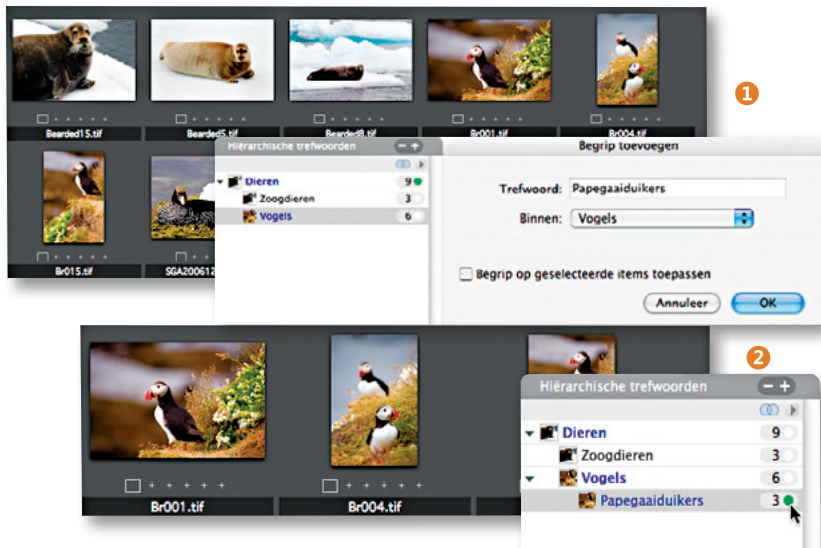 1
Bearded15.tif
Bearded5.tif
Bearded8.tif
Br001.tif
Br004.tif
Br015.tif
SGA200612
Hiërarchische trefwoorden
Dieren 9
Zoogdieren 3
Vogels 6
Begrip toevoegen
Trefwoord: Papegaaiduikers
Binnen: Vogels
Begrip op geselecteerde items toepassen
Annuleer
OK
2
Br001.tif
Br004.tif
Hiërarchische trefwoorden
Dieren 9
Zoogdieren 3
Vogels 6
Papegaaiduikers 3